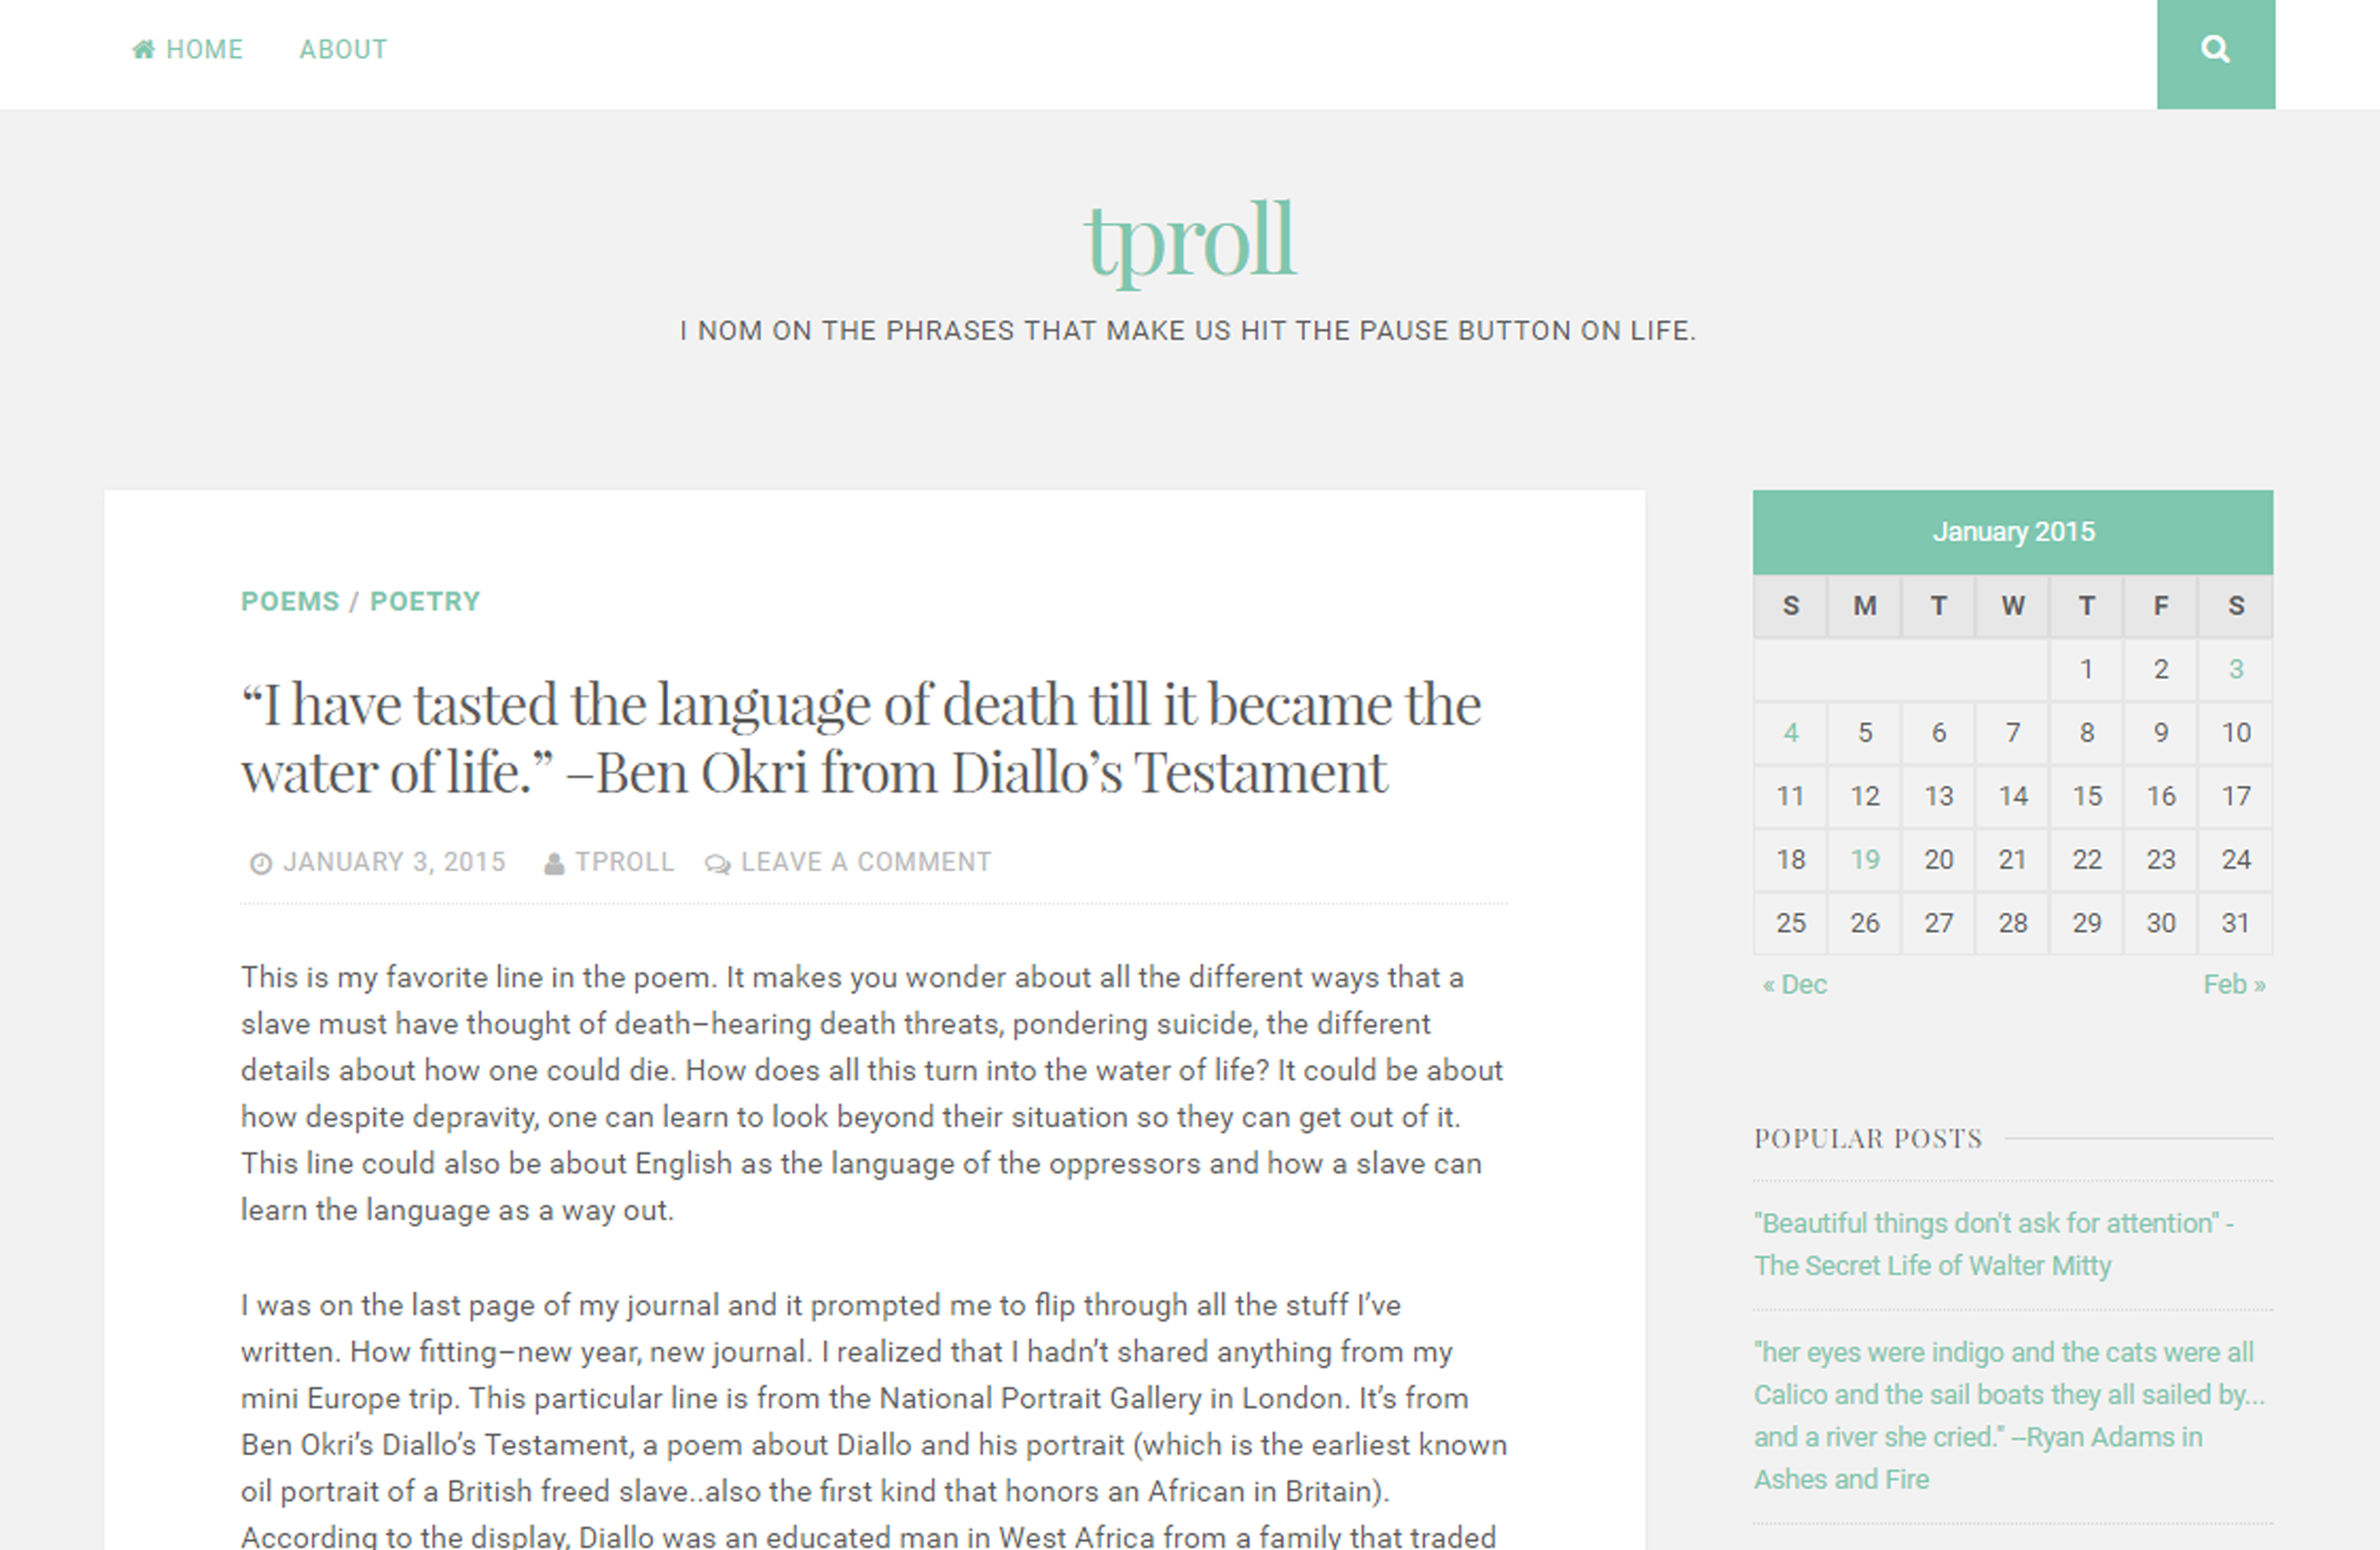 HOME ABOUT
tproll
I NOM ON THE PHRASES THAT MAKE US HIT THE PAUSE BUTTON ON LIFE.
POEMS / POETRY
“I have tasted the language of death till it became the
water of life.” –Ben Okri from Diallo’s Testament
JANUARY 3, 2015 TPROLL LEAVE A COMMENT
This is my favorite line in the poem. It makes you wonder about all the different ways that a
slave must have thought of death–hearing death threats, pondering suicide, the different
details about how one could die. How does all this turn into the water of life? It could be about
how despite depravity, one can learn to look beyond their situation so they can get out of it.
This line could also be about English as the language of the oppressors and how a slave can
learn the language as a way out.
I was on the last page of my journal and it prompted me to flip through all the stuff I’ve
written. How fitting–new year, new journal. I realized that I hadn’t shared anything from my
mini Europe trip. This particular line is from the National Portrait Gallery in London. It’s from
Ben Okri’s Diallo’s Testament, a poem about Diallo and his portrait (which is the earliest known
oil portrait of a British freed slave..also the first kind that honors an African in Britain).
According to the display, Diallo was an educated man in West Africa from a family that traded
January 2015
S M T W T F S
1 2 3
4 5 6 7 8 9 10
11 12 13 14 15 16 17
18 19 20 21 22 23 24
25 26 27 28 29 30 31
« Dec Feb »
POPULAR POSTS
"Beautiful things don't ask for attention" -
The Secret Life of Walter Mitty
"her eyes were indigo and the cats were all
Calico and the sail boats they all sailed by...
and a river she cried." --Ryan Adams in
Ashes and Fire